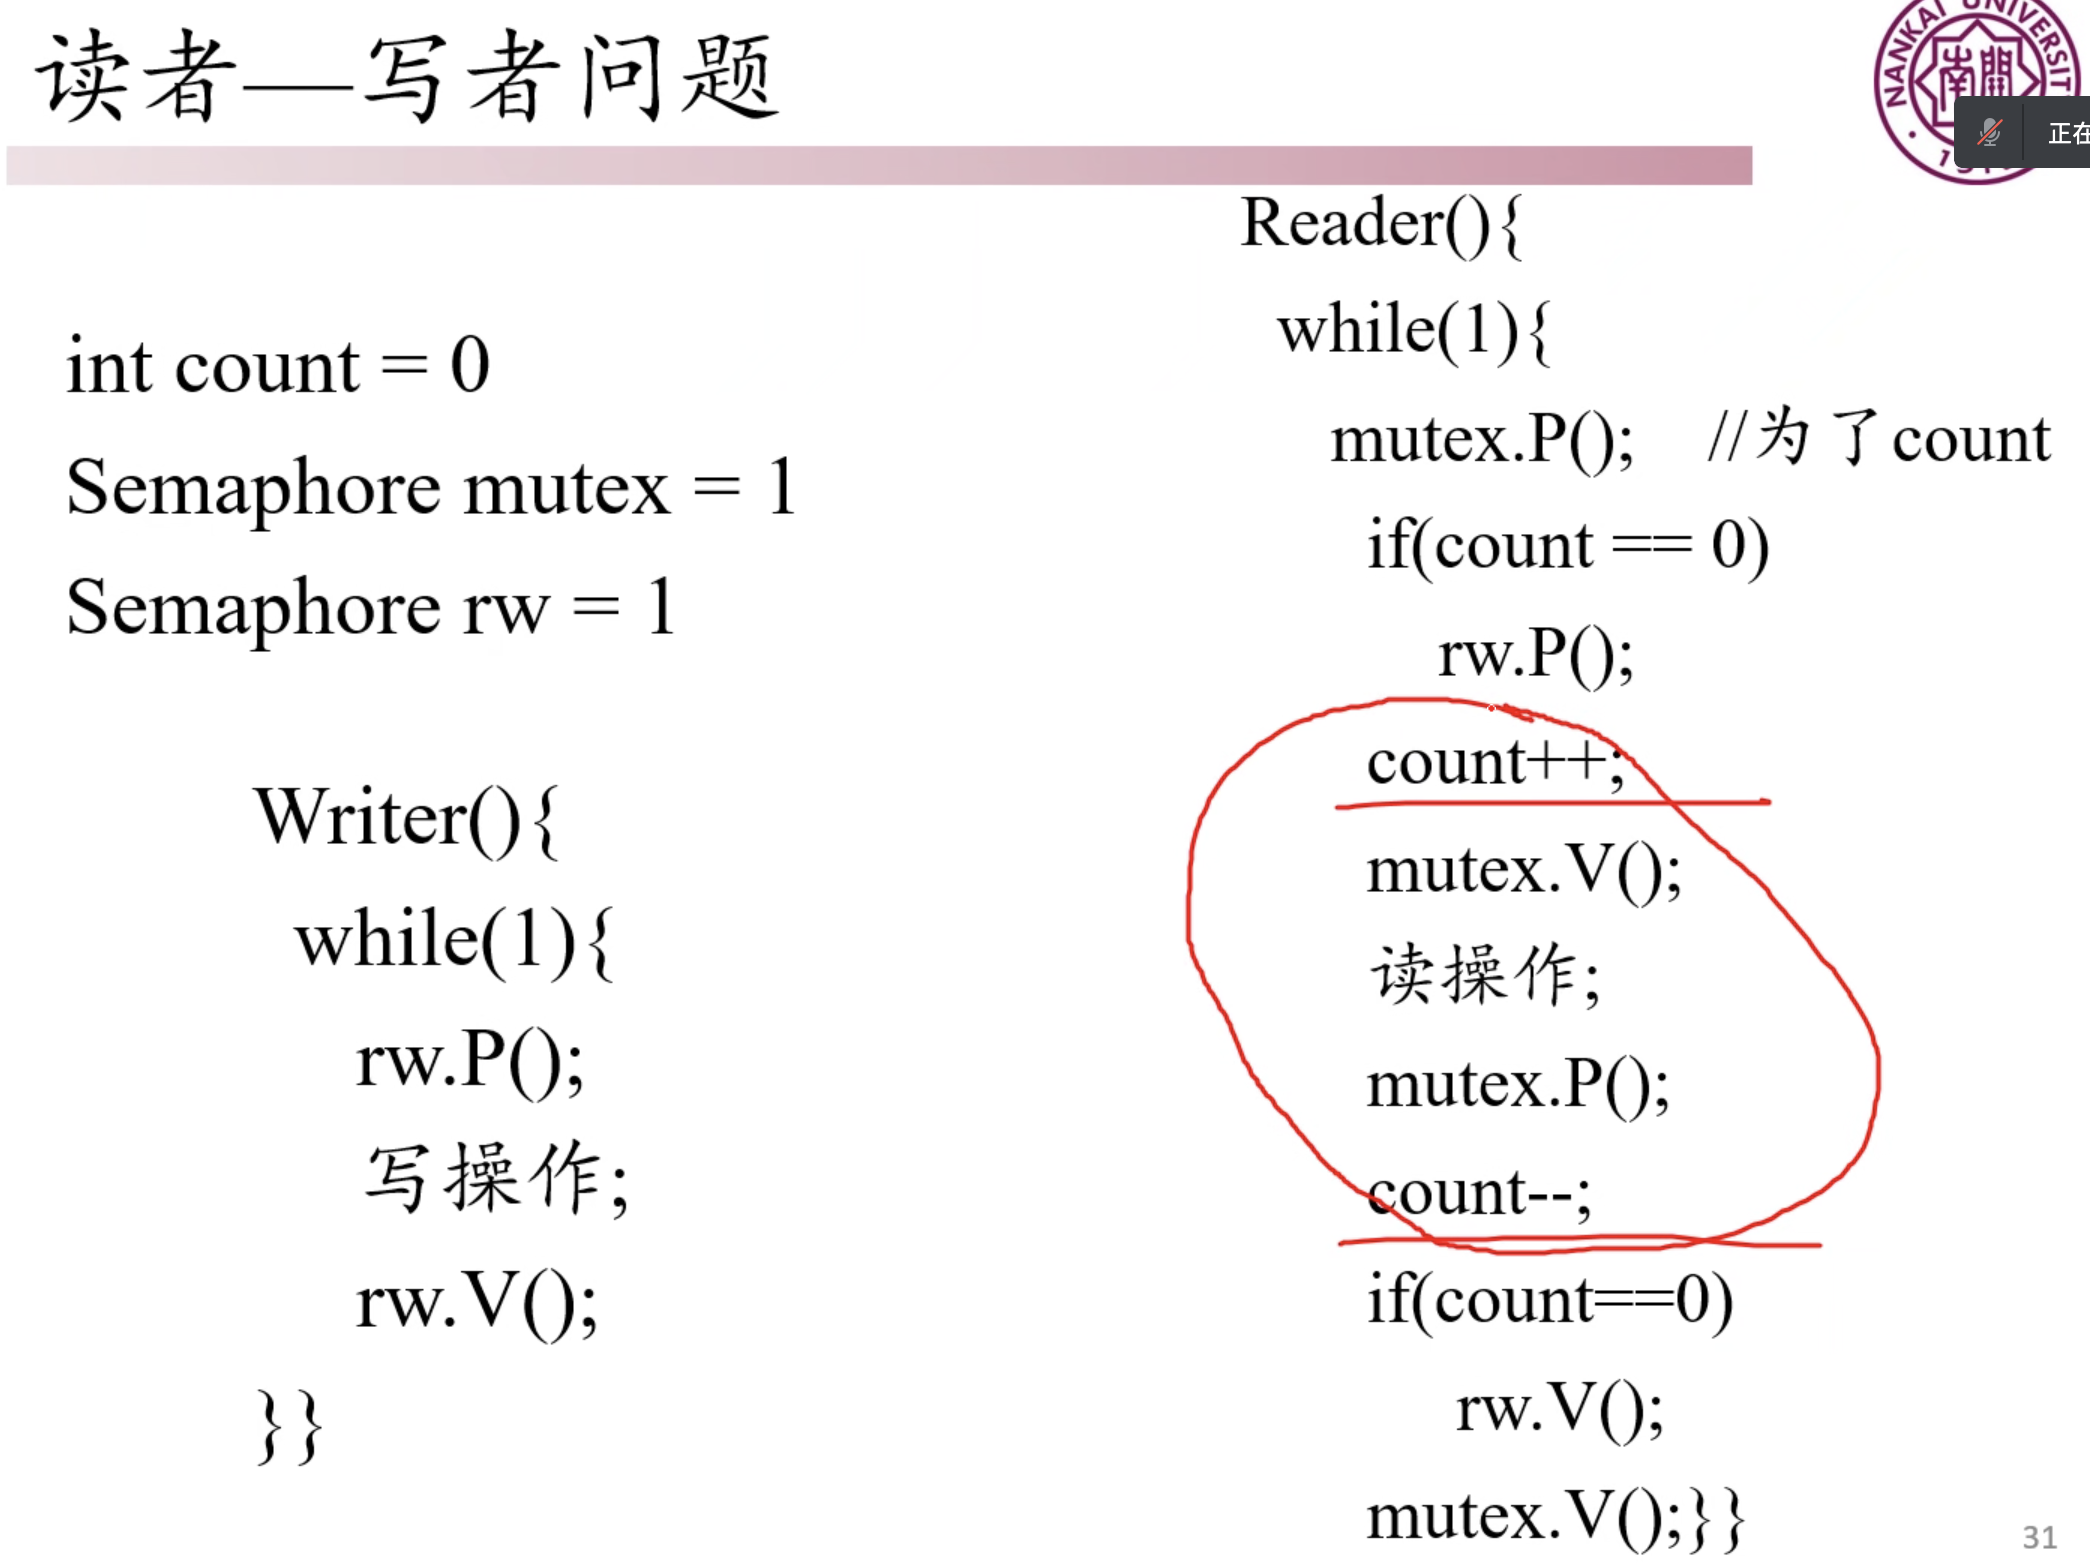 读者—写者问题
NANKAI UNIVERSIT
南開
正在
int count = 0
Semaphore mutex = 1
Semaphore rw = 1
Writer(){
while(1){
rw.P();
写操作;
rw.V();
}}
Reader(){
while(1){
mutex.P(); //为了count
if(count == 0)
rw.P();
count++;
mutex.V();
读操作;
mutex.P();
count--;
if(count==0)
rw.V();
mutex.V();}}
31